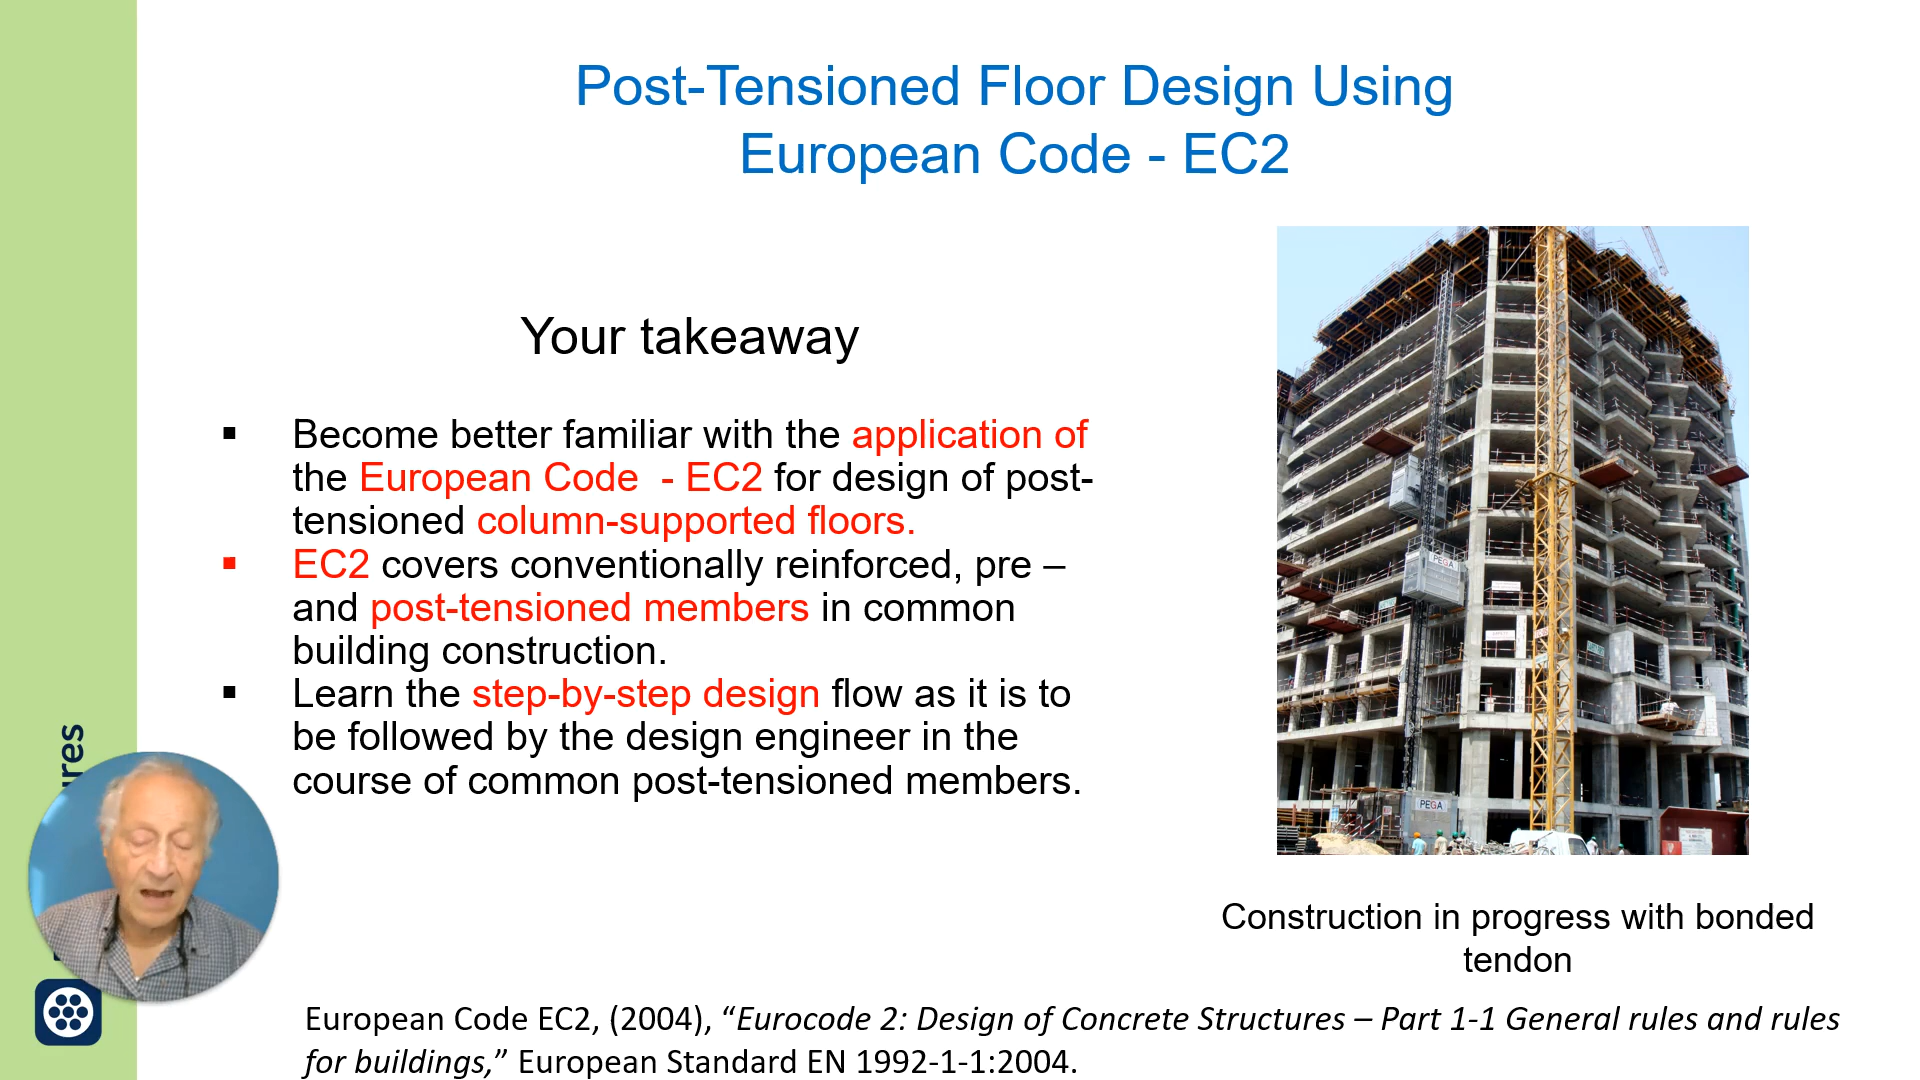 Post-Tensioned Floor Design Using
European Code - EC2
Your takeaway
▪ Become better familiar with the application of
the European Code  - EC2 for design of post-
tensioned column-supported floors.
▪ EC2 covers conventionally reinforced, pre –
and post-tensioned members in common
building construction.
▪ Learn the step-by-step design flow as it is to
be followed by the design engineer in the
course of common post-tensioned members.
PEGA
PEGA
Construction in progress with bonded
tendon
European Code EC2, (2004), “Eurocode 2: Design of Concrete Structures – Part 1-1 General rules and rules
for buildings,” European Standard EN 1992-1-1:2004.